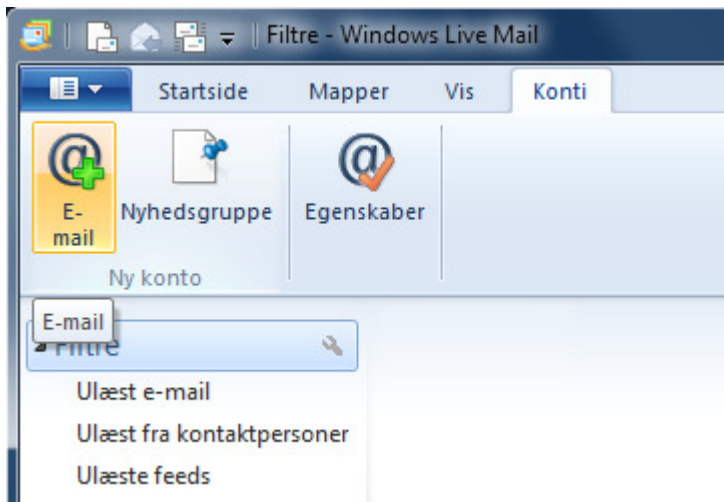 Filtre - Windows Live Mail
Startside Mapper Vis Konti
E-
mail
Nyhedsgruppe
Egenskaber
Ny konto
E-mail
Filtre
Ulæst e-mail
Ulæst fra kontaktpersoner
Ulæste feeds